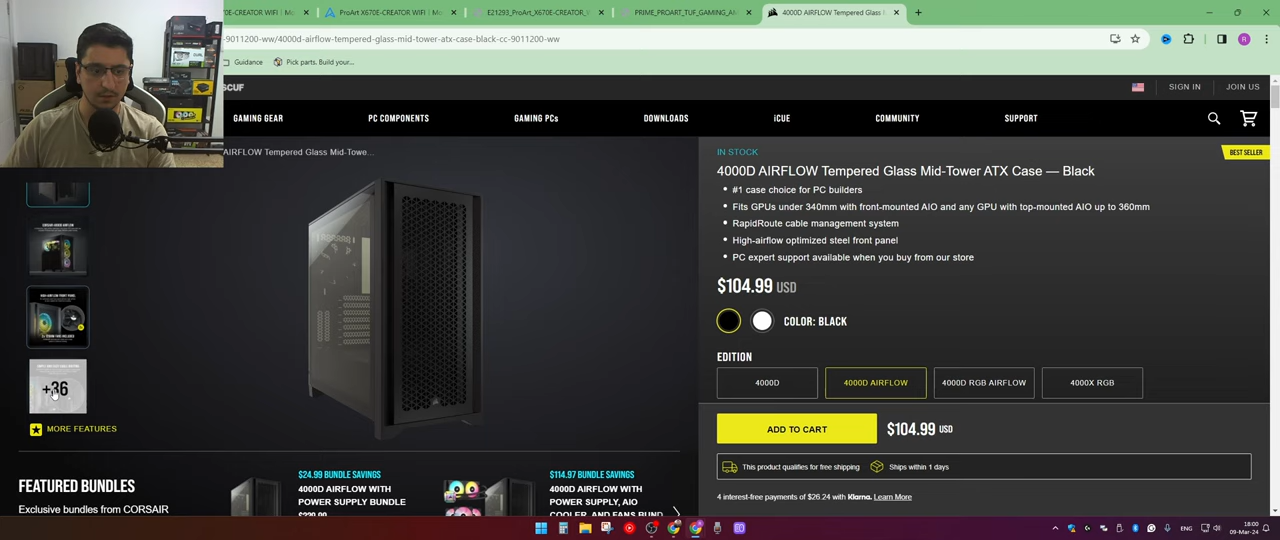 0E-CREATOR WIFI | Mo
ProArt X670E-CREATOR WIFI | Mo
E21293_ProArt_X670E-CREATOR_
PRIME_PROART_TUF_GAMING_AM
4000D AIRFLOW Tempered Glass
-9011200-ww/4000d-airflow-tempered-glass-mid-tower-atx-case-black-cc-9011200-ww
R
Guidance
Pick parts. Build your...
SCUF
SIGN IN
JOIN US
GAMING GEAR
PC COMPONENTS
GAMING PCs
DOWNLOADS
iCUE
COMMUNITY
SUPPORT
AIRFLOW Tempered Glass Mid-Towe...
IN STOCK
BEST SELLER
4000D AIRFLOW Tempered Glass Mid-Tower ATX Case — Black
#1 case choice for PC builders
Fits GPUs under 340mm with front-mounted AIO and any GPU with top-mounted AIO up to 360mm
RapidRoute cable management system
High-airflow optimized steel front panel
PC expert support available when you buy from our store
$104.99 USD
COLOR: BLACK
EDITION
4000D
4000D AIRFLOW
4000D RGB AIRFLOW
4000X RGB
+36
MORE FEATURES
ADD TO CART
$104.99 USD
This product qualifies for free shipping
Ships within 1 days
4 interest-free payments of $26.24 with Klarna. Learn More
FEATURED BUNDLES
Exclusive bundles from CORSAIR
$24.99 BUNDLE SAVINGS
4000D AIRFLOW WITH
POWER SUPPLY BUNDLE
$114.97 BUNDLE SAVINGS
4000D AIRFLOW WITH
POWER SUPPLY, AIO
COOLER, AND FANS BUND
ENG
18:00
09-Mar-24